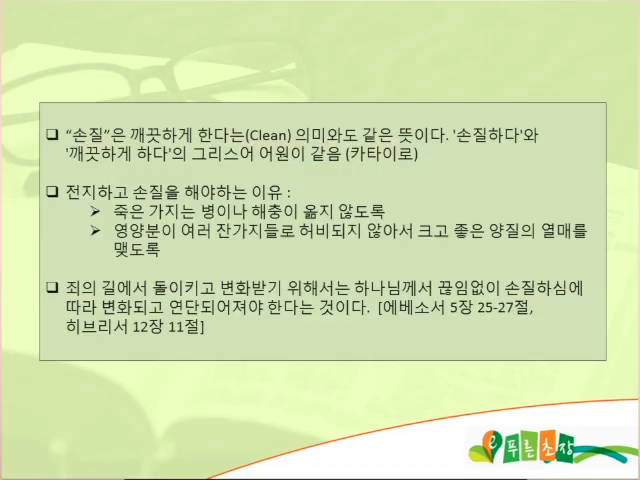 ❑ “손질”은 깨끗하게 한다는(Clean) 의미와도 같은 뜻이다. '손질하다'와
'깨끗하게 하다'의 그리스어 어원이 같음 (카타이로)
❑ 전지하고 손질을 해야하는 이유 :
➢ 죽은 가지는 병이나 해충이 옮지 않도록
➢ 영양분이 여러 잔가지들로 허비되지 않아서 크고 좋은 양질의 열매를
맺도록
❑ 죄의 길에서 돌이키고 변화받기 위해서는 하나님께서 끊임없이 손질하심에
따라 변화되고 연단되어져야 한다는 것이다. [에베소서 5장 25-27절,
히브리서 12장 11절]
e푸른초장